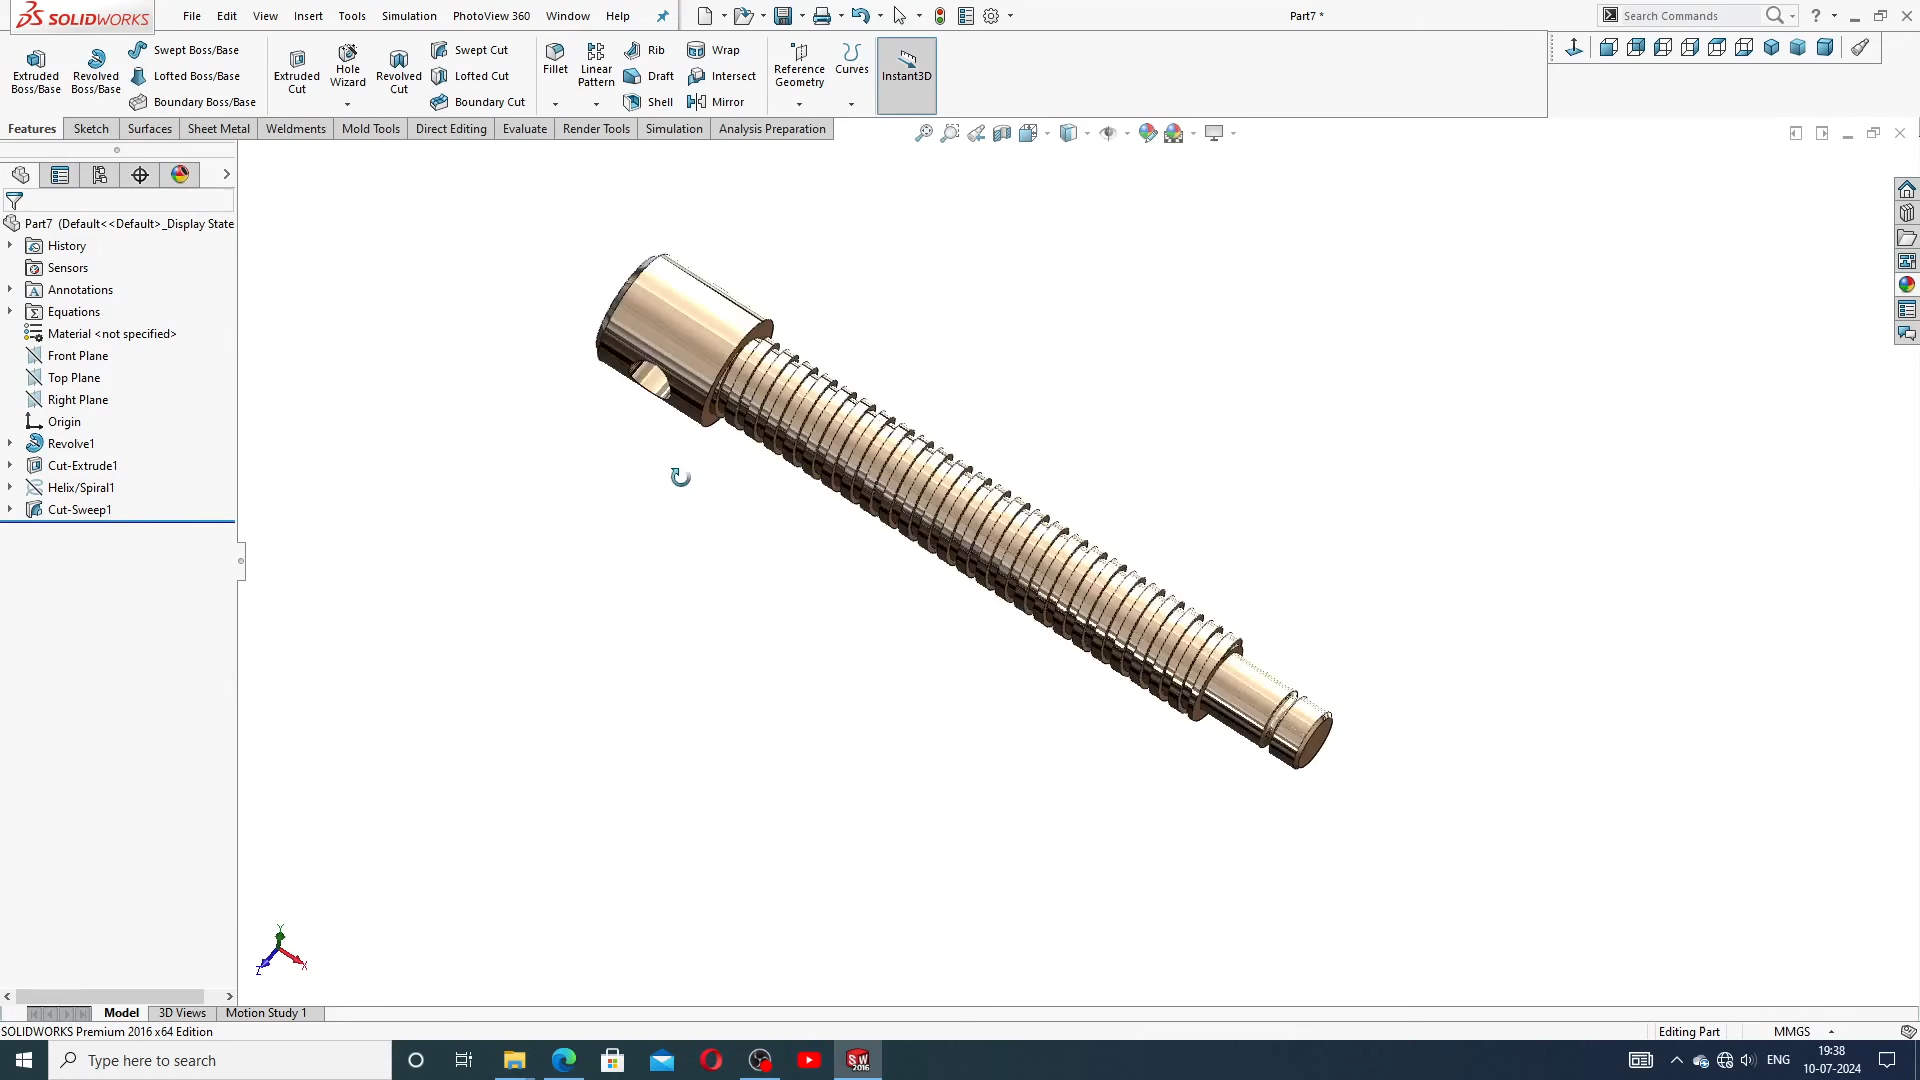 SOLIDWORKS
File Edit View Insert Tools Simulation PhotoView 360 Window Help
Part7 *
Search Commands
Extruded Boss/Base
Revolved Boss/Base
Swept Boss/Base
Lofted Boss/Base
Boundary Boss/Base
Extruded Cut
Hole Wizard
Revolved Cut
Swept Cut
Lofted Cut
Boundary Cut
Fillet
Linear Pattern
Rib
Draft
Shell
Wrap
Intersect
Mirror
Reference Geometry
Curves
Instant3D
Features Sketch Surfaces Sheet Metal Weldments Mold Tools Direct Editing Evaluate Render Tools Simulation Analysis Preparation
Part7 (Default<<Default>_Display State
History
Sensors
Annotations
Equations
Material <not specified>
Front Plane
Top Plane
Right Plane
Origin
Revolve1
Cut-Extrude1
Helix/Spiral1
Cut-Sweep1
Y
Z X
Model 3D Views Motion Study 1
SOLIDWORKS Premium 2016 x64 Edition
Editing Part MMGS
Type here to search
SW 2016
ENG
19:38
10-07-2024